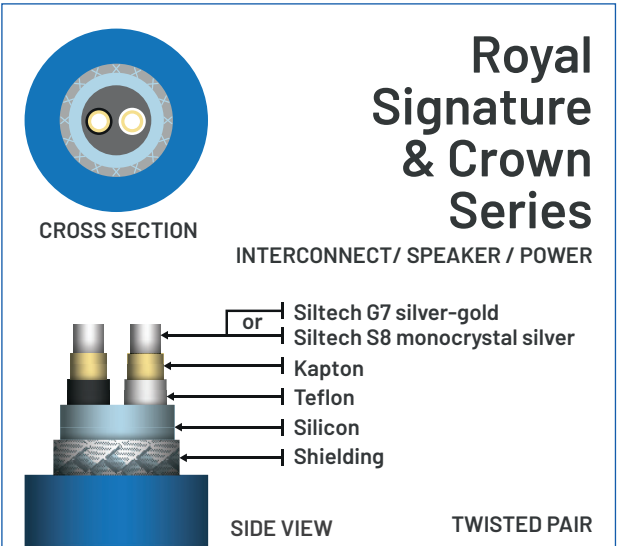 Royal
Signature
& Crown
Series
CROSS SECTION
INTERCONNECT/ SPEAKER / POWER
Siltech G7 silver-gold
or
Siltech S8 monocrystal silver
Kapton
Teflon
Silicon
Shielding
SIDE VIEW
TWISTED PAIR